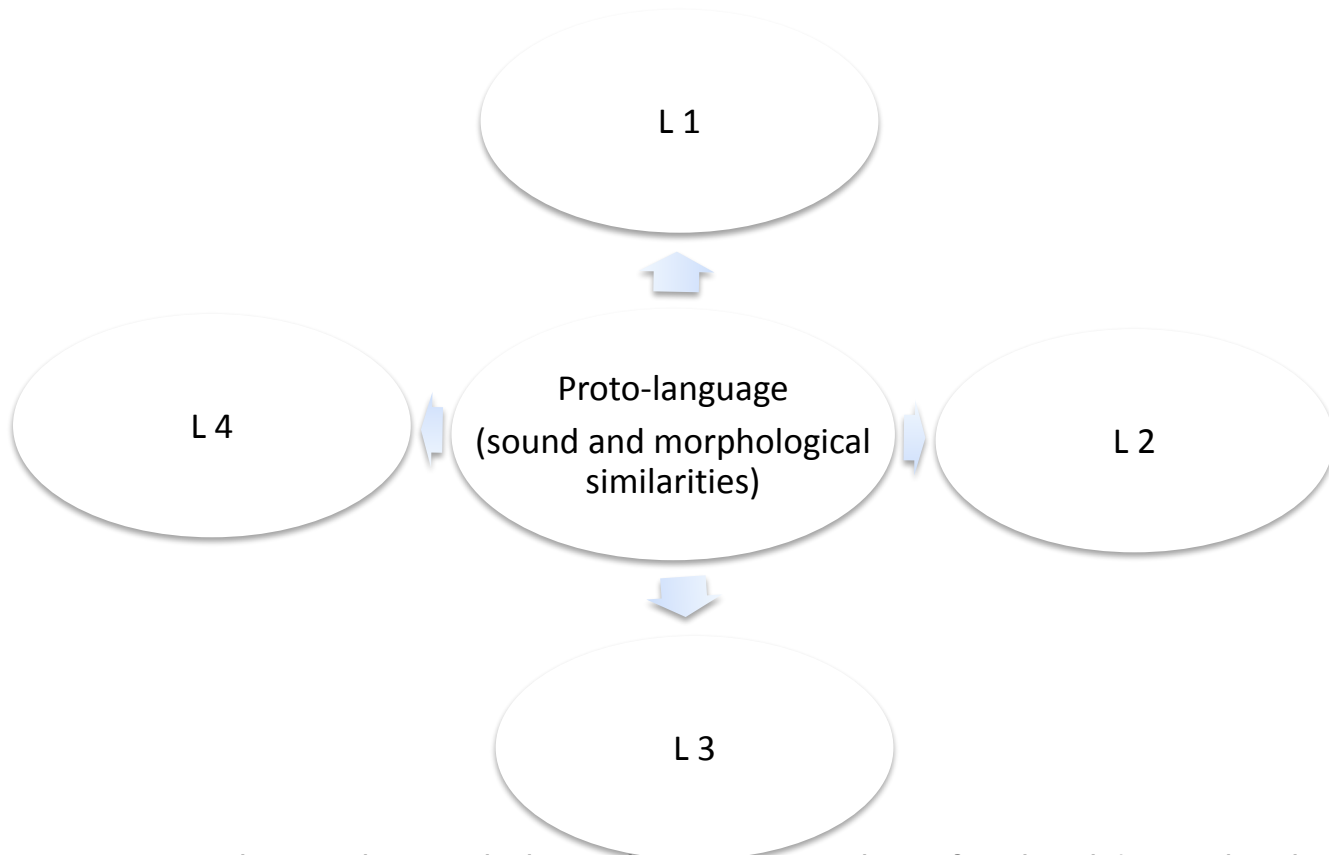 L 1
L 4
Proto-language
(sound and morphological
similarities)
L 2
L 3